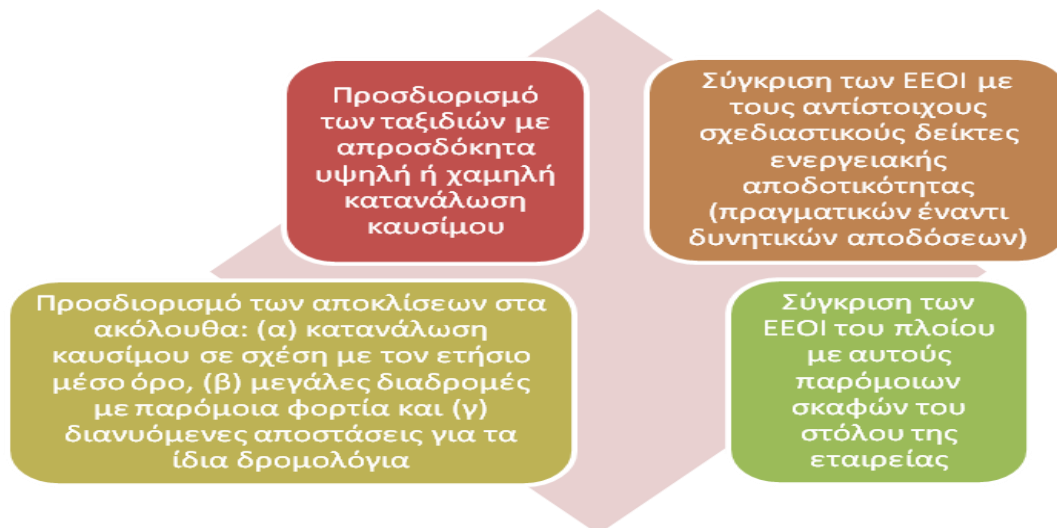 Προσδιορισμό
των ταξιδιών με
απροσδόκητα
υψηλή ή χαμηλή
κατανάλωση
καυσίμου
Σύγκριση των EEOI με
τους αντίστοιχους
σχεδιαστικούς δείκτες
ενεργειακής
αποδοτικότητας
(πραγματικών έναντι
δυνητικών αποδόσεων)
Προσδιορισμό των αποκλίσεων στα
ακόλουθα: (α) κατανάλωση
καυσίμου σε σχέση με τον ετήσιο
μέσο όρο, (β) μεγάλες διαδρομές
με παρόμοια φορτία και (γ)
διανυόμενες αποστάσεις για τα
ίδια δρομολόγια
Σύγκριση των
EEOI του πλοίου
με αυτούς
παρόμοιων
σκαφών του
στόλου της
εταιρείας